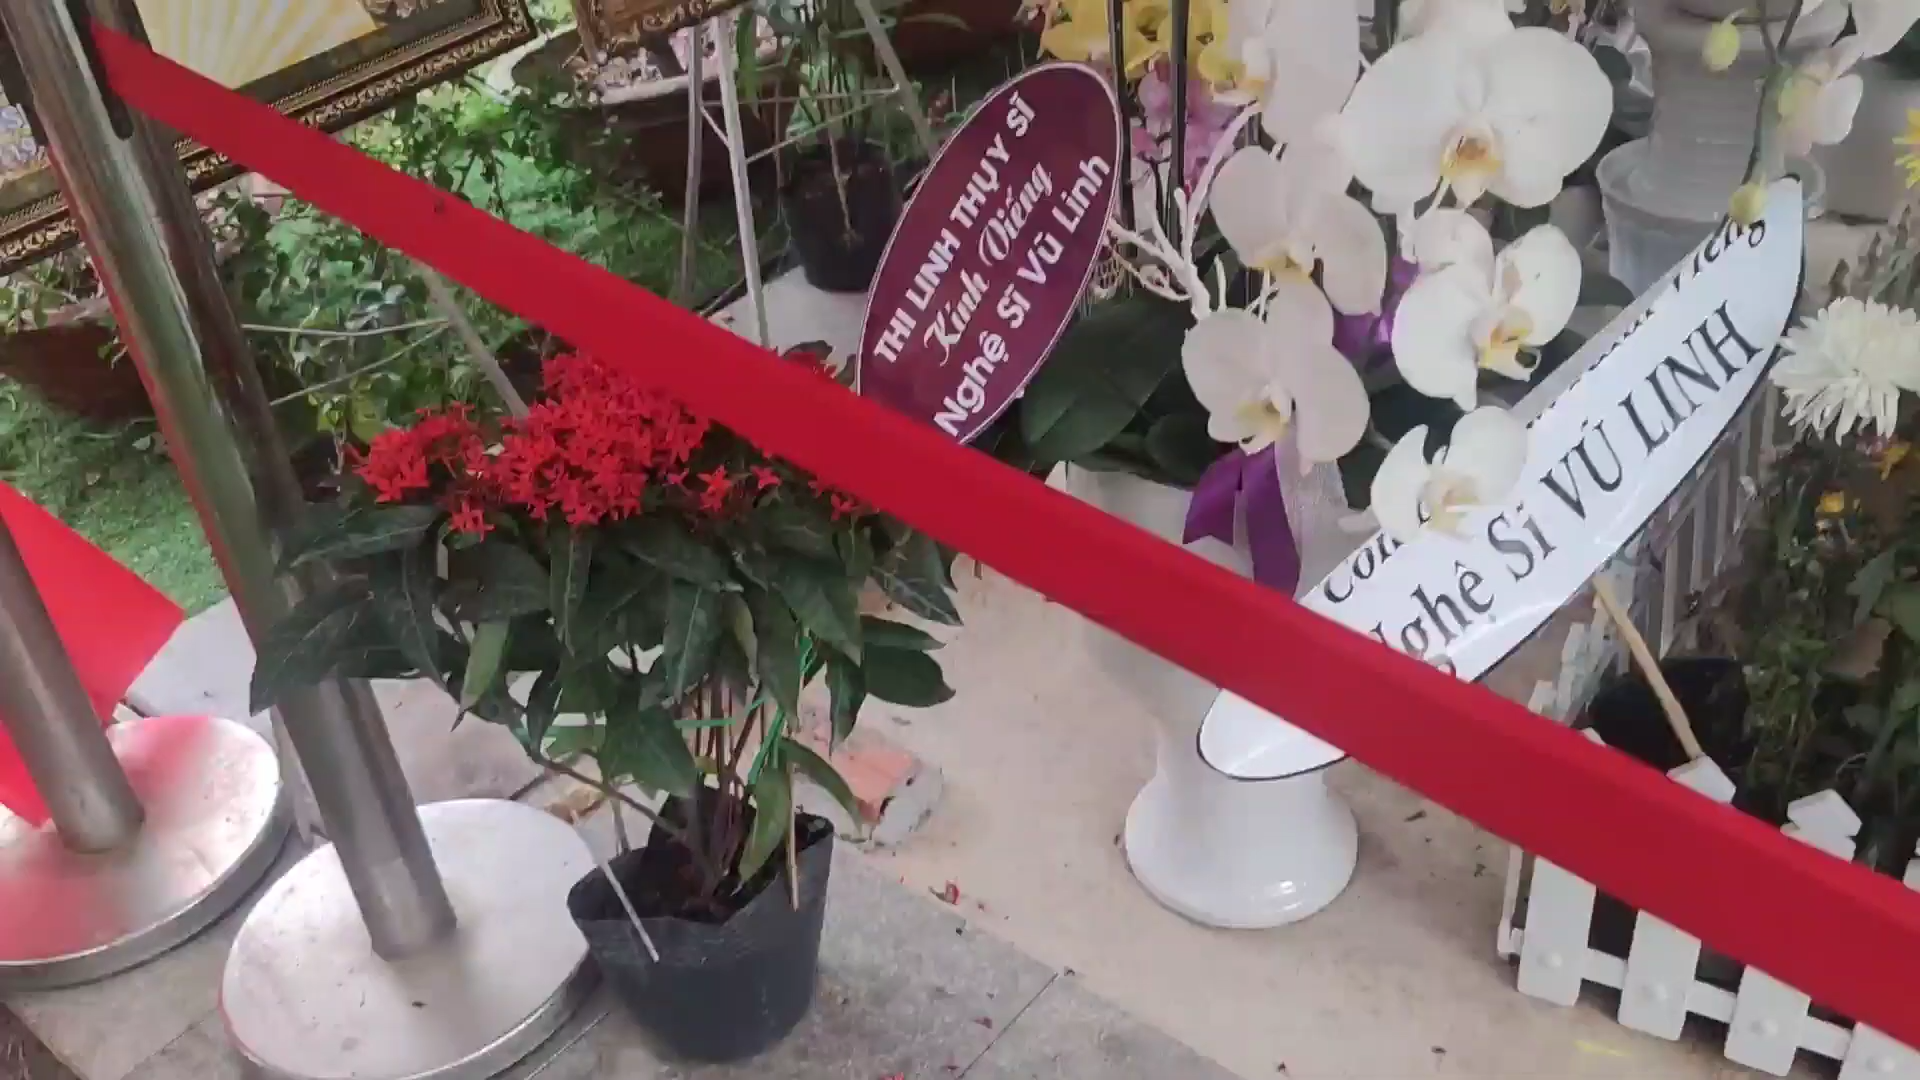 THI LINH THỤY SĨ
Kính Viếng
Nghệ Sĩ Vũ Linh
Nghệ Sĩ VŨ LINH